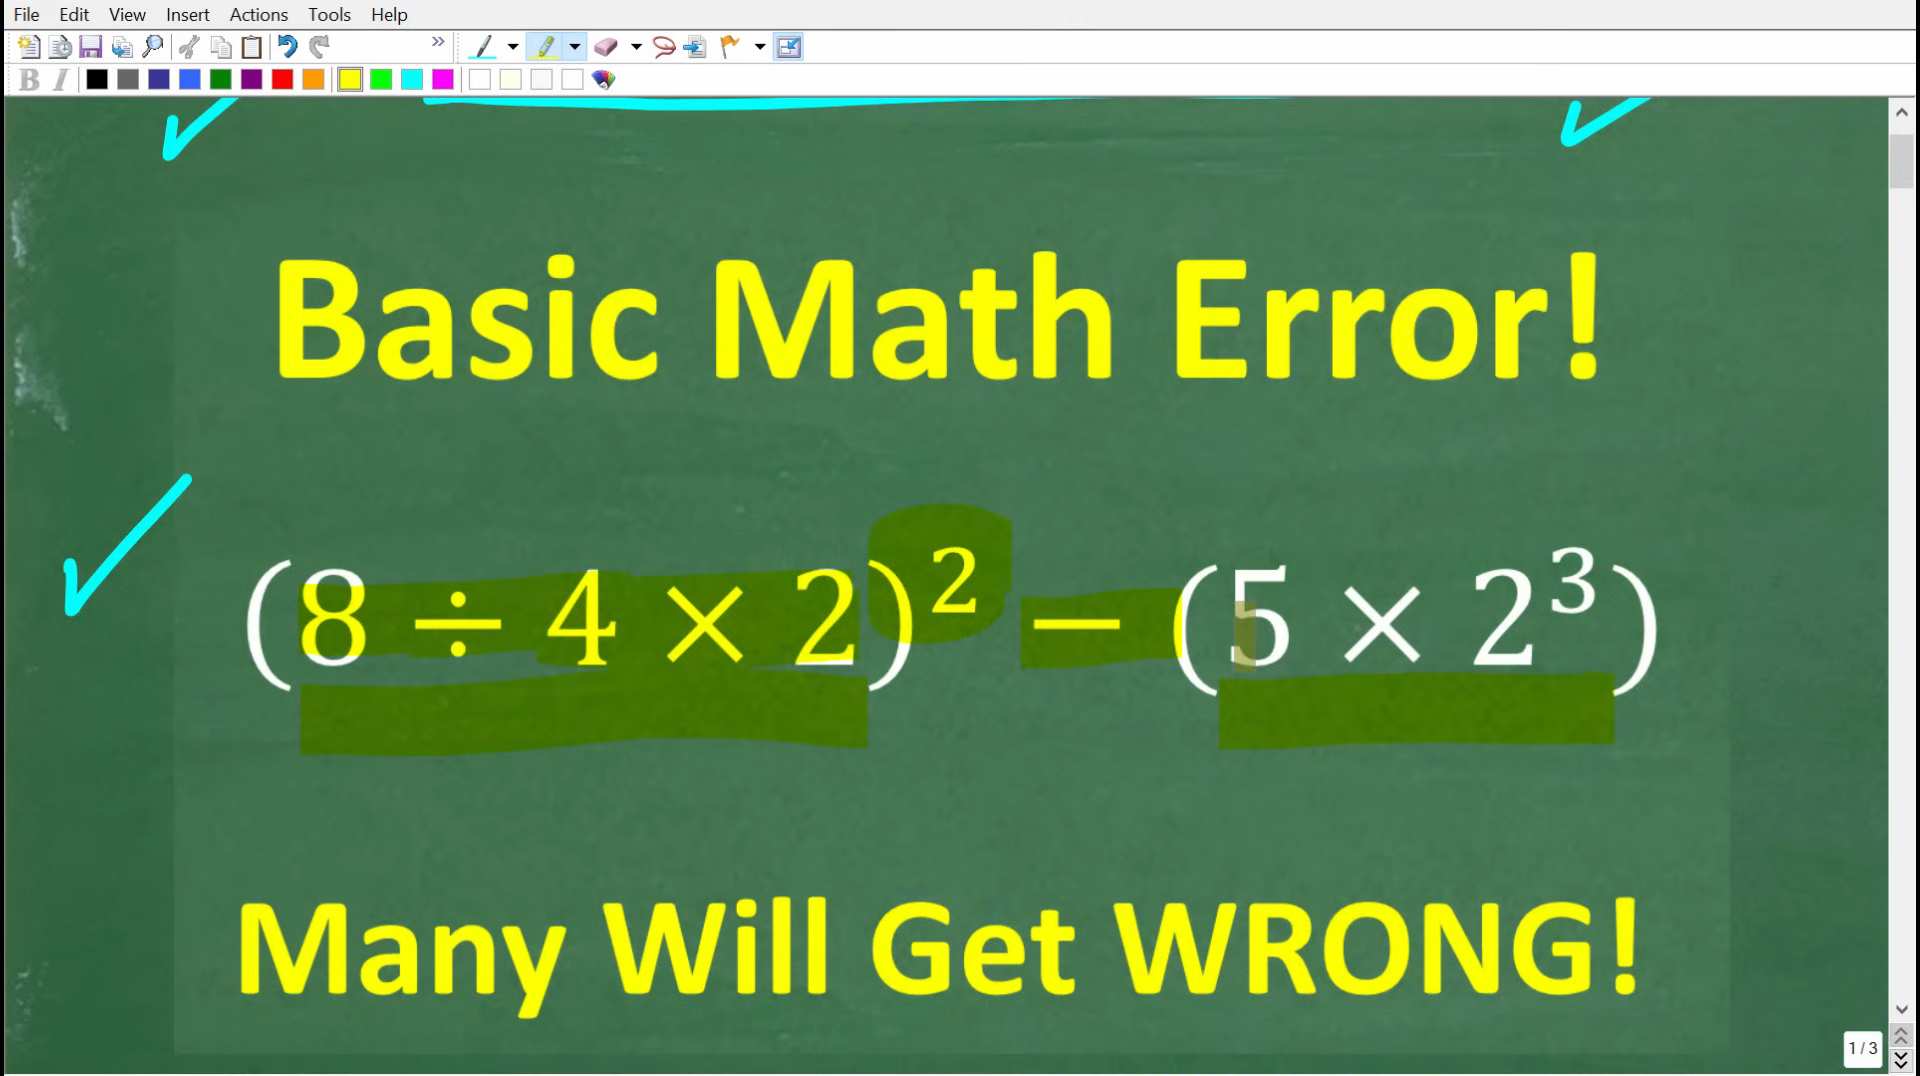 File Edit View Insert Actions Tools Help
B I
Basic Math Error!
(8 ÷ 4 × 2)² − (5 × 2³)
Many Will Get WRONG!
1 / 3